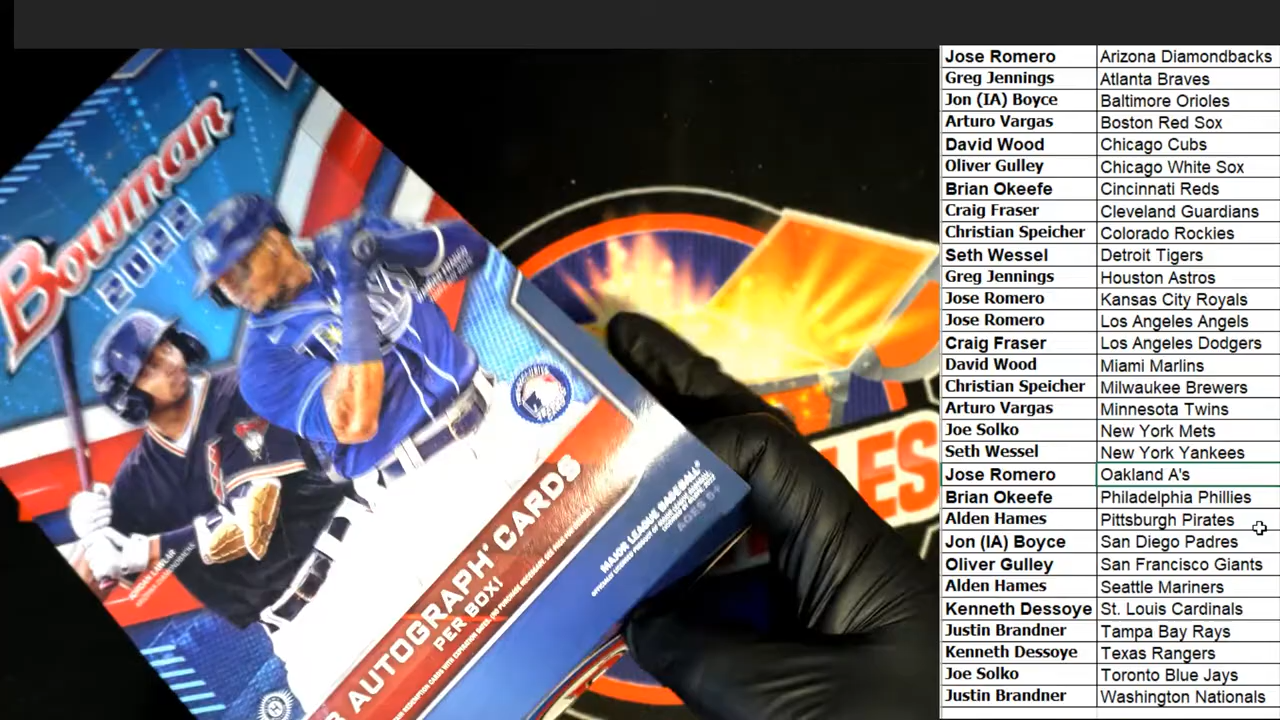 Bowman
2022
AUTOGRAPH CARDS
PER BOX!
MAJOR LEAGUE BASEBALL
AGES 9+
LES
Jose Romero Arizona Diamondbacks
Greg Jennings Atlanta Braves
Jon (IA) Boyce Baltimore Orioles
Arturo Vargas Boston Red Sox
David Wood Chicago Cubs
Oliver Gulley Chicago White Sox
Brian Okeefe Cincinnati Reds
Craig Fraser Cleveland Guardians
Christian Speicher Colorado Rockies
Seth Wessel Detroit Tigers
Greg Jennings Houston Astros
Jose Romero Kansas City Royals
Jose Romero Los Angeles Angels
Craig Fraser Los Angeles Dodgers
David Wood Miami Marlins
Christian Speicher Milwaukee Brewers
Arturo Vargas Minnesota Twins
Joe Solko New York Mets
Seth Wessel New York Yankees
Jose Romero Oakland A's
Brian Okeefe Philadelphia Phillies
Alden Hames Pittsburgh Pirates
Jon (IA) Boyce San Diego Padres
Oliver Gulley San Francisco Giants
Alden Hames Seattle Mariners
Kenneth Dessoye St. Louis Cardinals
Justin Brandner Tampa Bay Rays
Kenneth Dessoye Texas Rangers
Joe Solko Toronto Blue Jays
Justin Brandner Washington Nationals